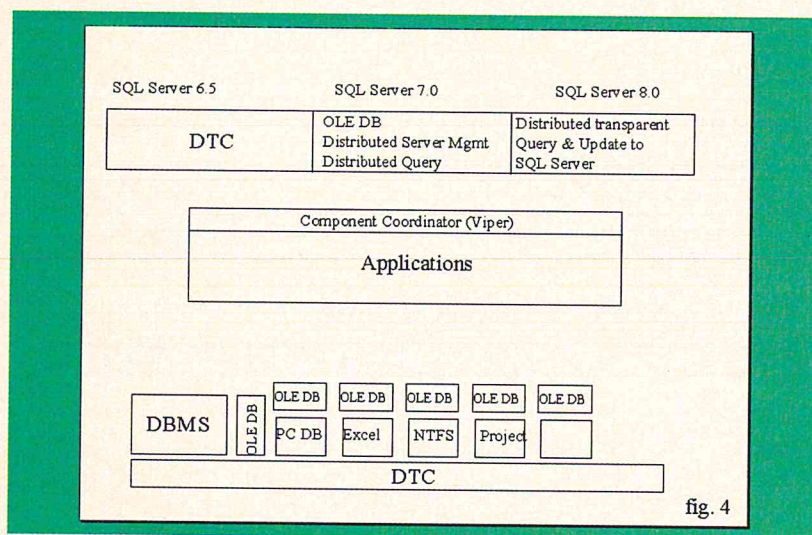 SQL Server 6.5
SQL Server 7.0
SQL Server 8.0
DTC
OLE DB
Distributed Server Mgmt
Distributed Query
Distributed transparent
Query & Update to
SQL Server
Component Coordinator (Viper)
Applications
DBMS
OLE DB
OLE DB
OLE DB
OLE DB
OLE DB
OLE DB
PC DB
Excel
NTFS
Project
DTC
fig. 4